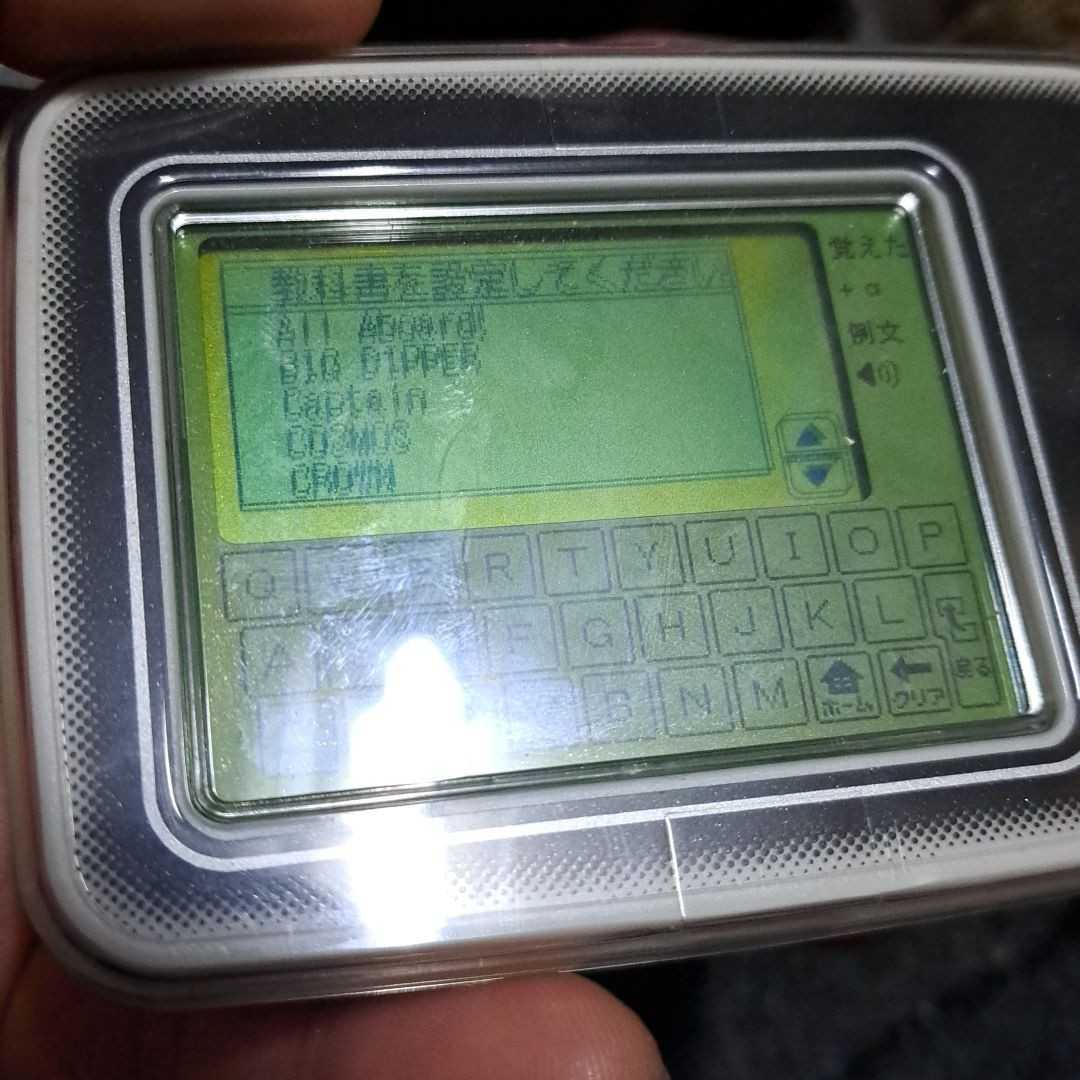 教科書を設定してください
All Aboard!
BIG DIPPER
Captain
COSMOS
CROWN
覚えた
+α
例文
Q E R T Y U I O P
A F G H J K L
B N M ホーム クリア 戻る